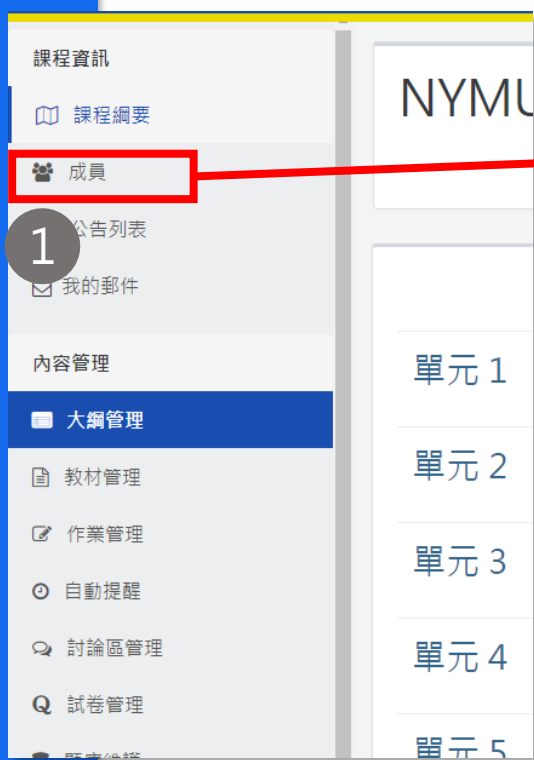 課程資訊
課程綱要
成員
公告列表
1
我的郵件
內容管理
大綱管理
教材管理
作業管理
自動提醒
討論區管理
Q 試卷管理
NYMU
單元 1
單元 2
單元 3
單元 4
單元 5